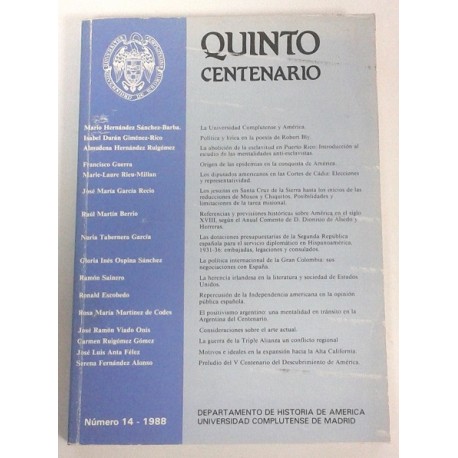 QUINTO
CENTENARIO
Mario Hernández Sánchez-Barba.
La Universidad Complutense y América.
Isabel Durán Giménez-Rico
Política y lírica en la poesía de Robert Bly.
Almudena Hernández Ruigómez
La abolición de la esclavitud en Puerto Rico: Introducción al
estudio de las mentalidades anti-esclavistas.
Francisco Guerra
Origen de las epidemias en la conquista de América.
Marie-Laure Rieu-Millan
Los diputados americanos en las Cortes de Cádiz: Elecciones
y representatividad.
José María García Recio
Los jesuitas en Santa Cruz de la Sierra hasta los inicios de las
reducciones de Moxos y Chiquitos. Posibilidades y
limitaciones de la tarea misional.
Raúl Martín Berrio
Referencias y previsiones históricas sobre América en el siglo
XVIII, según el Anual Comento de D. Dionisio de Alsedo y
Herrera.
Nuria Tabernero García
Las dotaciones presupuestarias de la Segunda República
española para el servicio diplomático en Hispanoamérica,
1931-36: embajadas, legaciones y consulados.
Gloria Inés Ospina Sánchez
La política internacional de la Gran Colombia: sus
negociaciones con España.
Ramón Sainero
La herencia irlandesa en la literatura y sociedad de Estados
Unidos.
Ronald Escobedo
Repercusión de la Independencia americana en la opinión
pública española.
Rosa María Martínez de Codes
El positivismo argentino: una mentalidad en tránsito en la
Argentina del Centenario.
José Ramón Viado Onís
Consideraciones sobre el arte actual.
Carmen Ruigómez Gómez
La guerra de la Triple Alianza un conflicto regional
José Luis Anta Félez
Motivos e ideales en la expansión hacia la Alta California
Serena Fernández Alonso
Preludio del V Centenario del Descubrimiento de América.
Número 14 - 1988
DEPARTAMENTO DE HISTORIA DE AMERICA
UNIVERSIDAD COMPLUTENSE DE MADRID